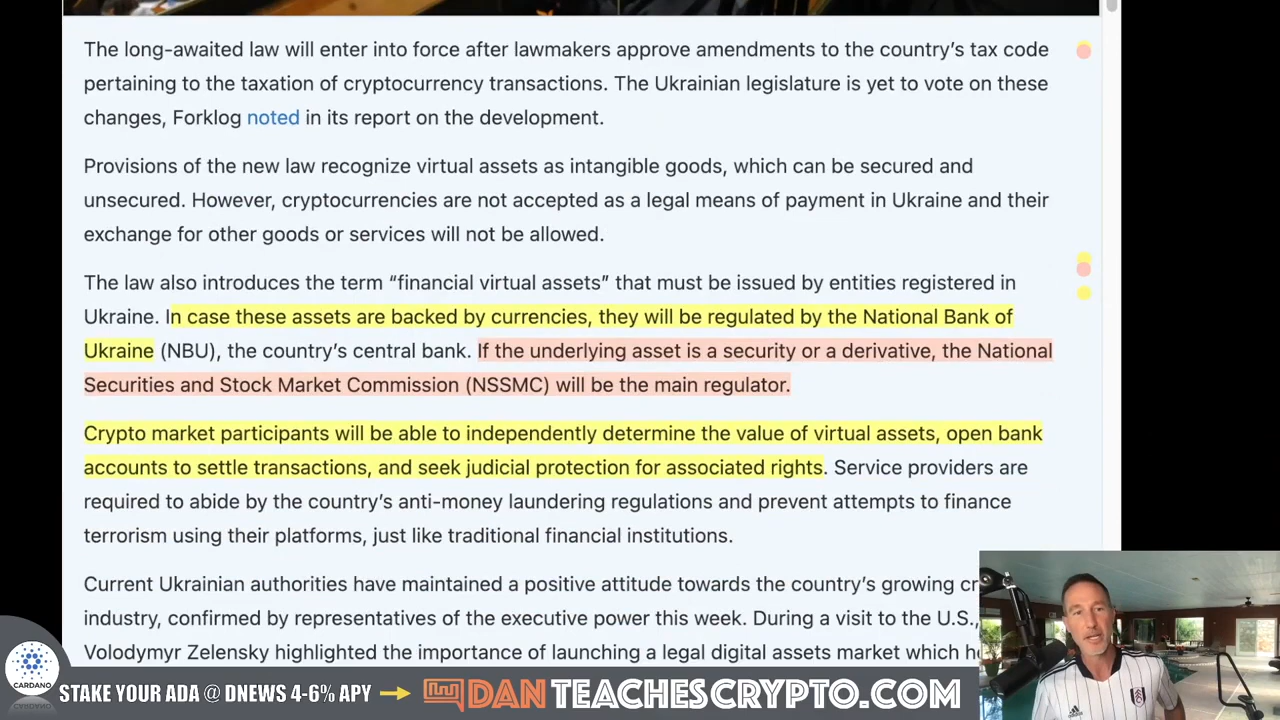 The long-awaited law will enter into force after lawmakers approve amendments to the country’s tax code
pertaining to the taxation of cryptocurrency transactions. The Ukrainian legislature is yet to vote on these
changes, Forklog noted in its report on the development.
Provisions of the new law recognize virtual assets as intangible goods, which can be secured and
unsecured. However, cryptocurrencies are not accepted as a legal means of payment in Ukraine and their
exchange for other goods or services will not be allowed.
The law also introduces the term “financial virtual assets” that must be issued by entities registered in
Ukraine. In case these assets are backed by currencies, they will be regulated by the National Bank of
Ukraine (NBU), the country’s central bank. If the underlying asset is a security or a derivative, the National
Securities and Stock Market Commission (NSSMC) will be the main regulator.
Crypto market participants will be able to independently determine the value of virtual assets, open bank
accounts to settle transactions, and seek judicial protection for associated rights. Service providers are
required to abide by the country’s anti-money laundering regulations and prevent attempts to finance
terrorism using their platforms, just like traditional financial institutions.
Current Ukrainian authorities have maintained a positive attitude towards the country’s growing
industry, confirmed by representatives of the executive power this week. During a visit to the U.S.,
Volodymyr Zelensky highlighted the importance of launching a legal digital assets market which
CARDANO
STAKE YOUR ADA @ DNEWS 4-6% APY
DAN TEACHESCRYPTO.COM